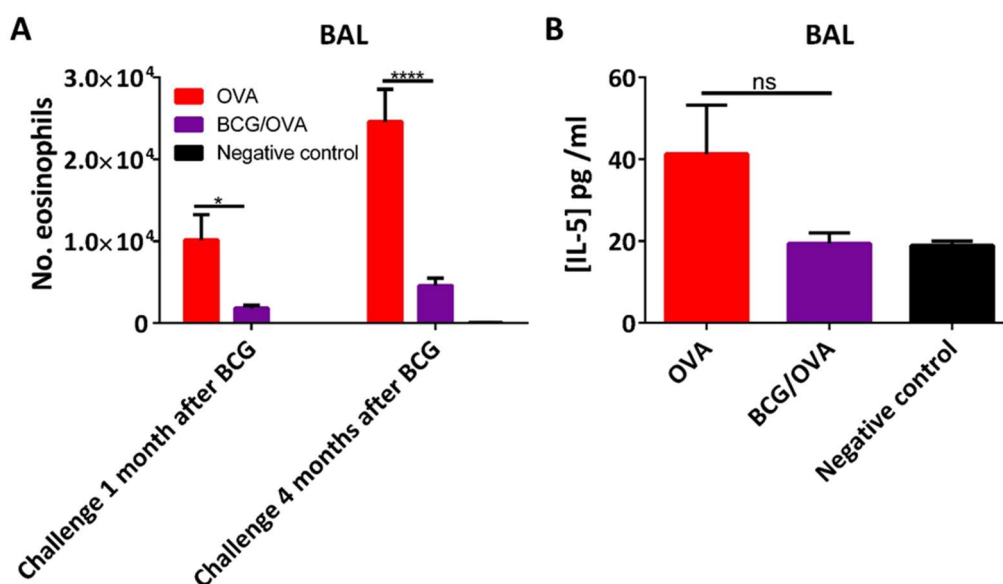 A
BAL
No. eosinophils
3.0×10⁴
2.0×10⁴
1.0×10⁴
0
OVA
BCG/OVA
Negative control
*
****
Challenge 1 month after BCG
Challenge 4 months after BCG
B
BAL
[IL-5] pg /ml
60
40
20
0
ns
OVA
BCG/OVA
Negative control